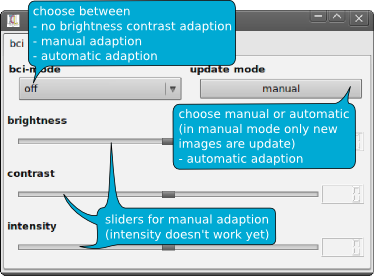 choose between
- no brightness contrast adaption
- manual adaption
- automatic adaption
bci
bci-mode
update mode
off
manual
choose manual or automatic
(in manual mode only new
images are update)
- automatic adaption
brightness
contrast
sliders for manual adaption
(intensity doesn't work yet)
intensity